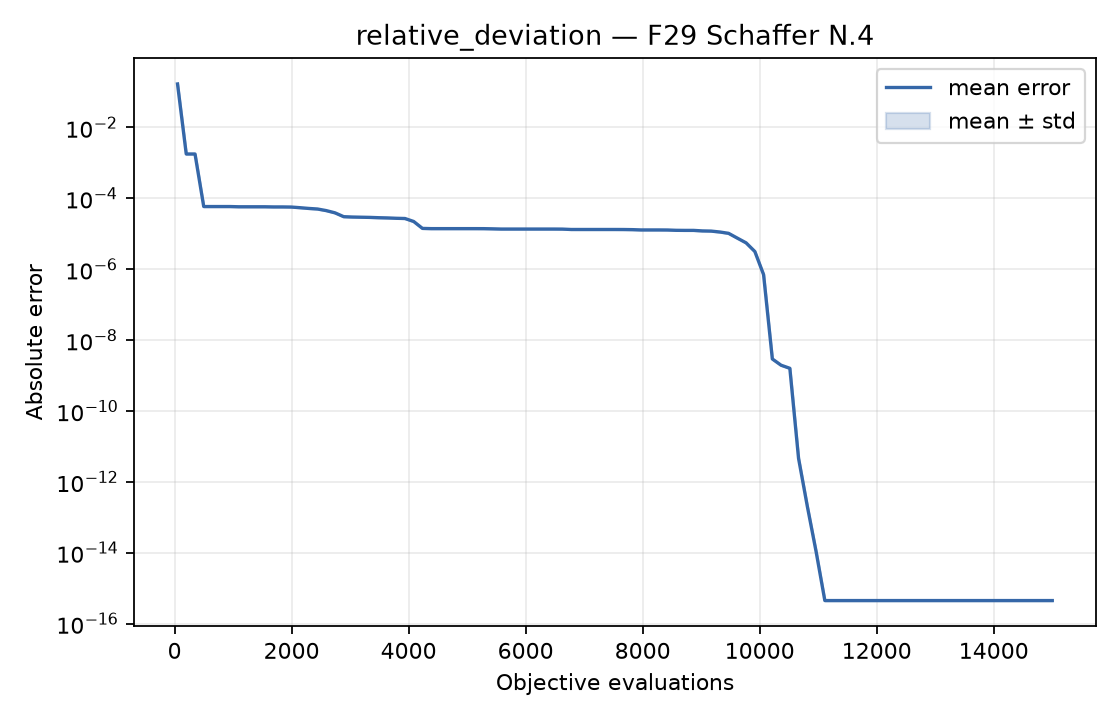 relative_deviation — F29 Schaffer N.4
mean error
mean ± std
Absolute error
10⁻²
10⁻⁴
10⁻⁶
10⁻⁸
10⁻¹⁰
10⁻¹²
10⁻¹⁴
10⁻¹⁶
0 2000 4000 6000 8000 10000 12000 14000
Objective evaluations